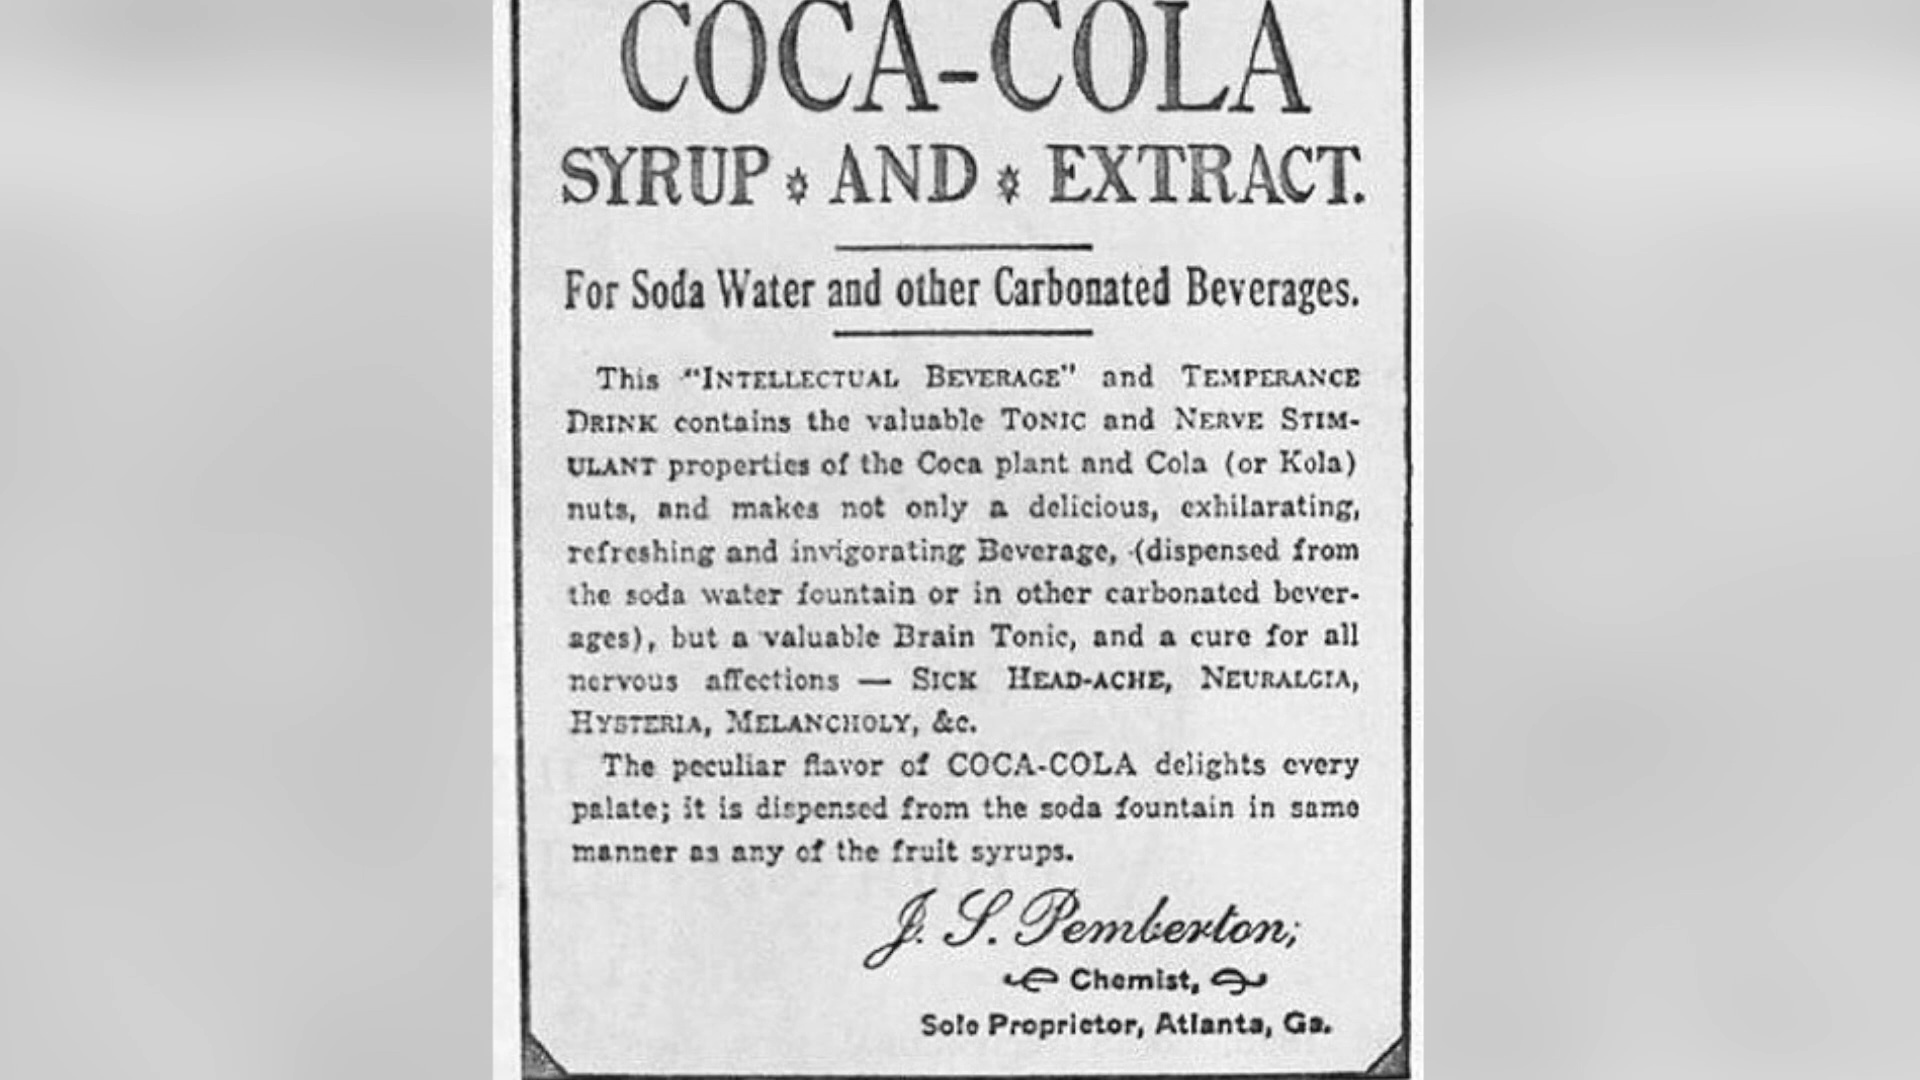 COCA-COLA
SYRUP * AND * EXTRACT.
For Soda Water and other Carbonated Beverages.
This "INTELLECTUAL BEVERAGE" and TEMPERANCE
DRINK contains the valuable TONIC and NERVE STIM-
ULANT properties of the Coca plant and Cola (or Kola)
nuts, and makes not only a delicious, exhilarating,
refreshing and invigorating Beverage, (dispensed from
the soda water fountain or in other carbonated bever-
ages), but a valuable Brain Tonic, and a cure for all
nervous affections — SICK HEAD-ACHE, NEURALGIA,
HYSTERIA, MELANCHOLY, &c.
The peculiar flavor of COCA-COLA delights every
palate; it is dispensed from the soda fountain in same
manner as any of the fruit syrups.
J. S. Pemberton,
Chemist,
Sole Proprietor, Atlanta, Ga.